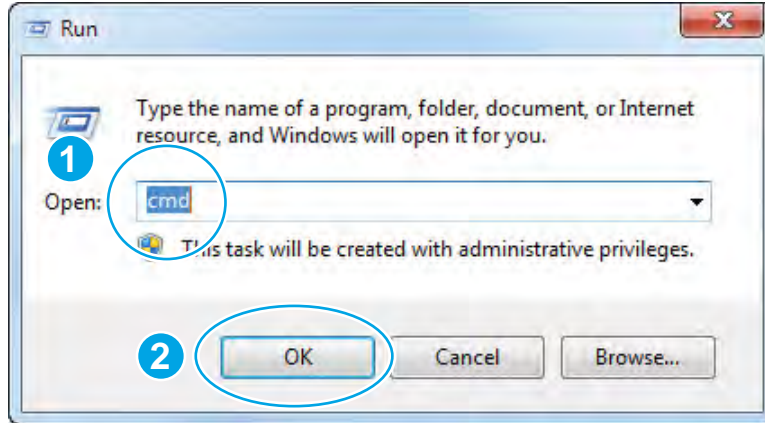 Run
Type the name of a program, folder, document, or Internet
resource, and Windows will open it for you.
1
Open: cmd
This task will be created with administrative privileges.
2 OK Cancel Browse...